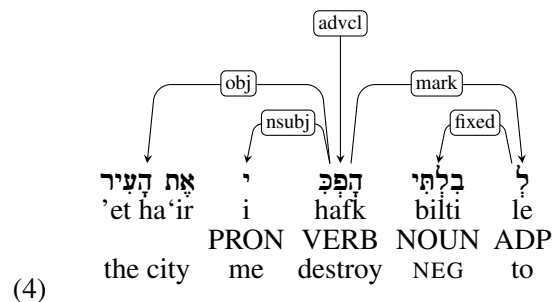 advcl
obj mark
nsubj fixed
לְ בִלְתִּי הָפְכִּ י אֶת הָעִיר
’et ha‘ir i hafk bilti le
PRON VERB NOUN ADP
(4) the city me destroy NEG to